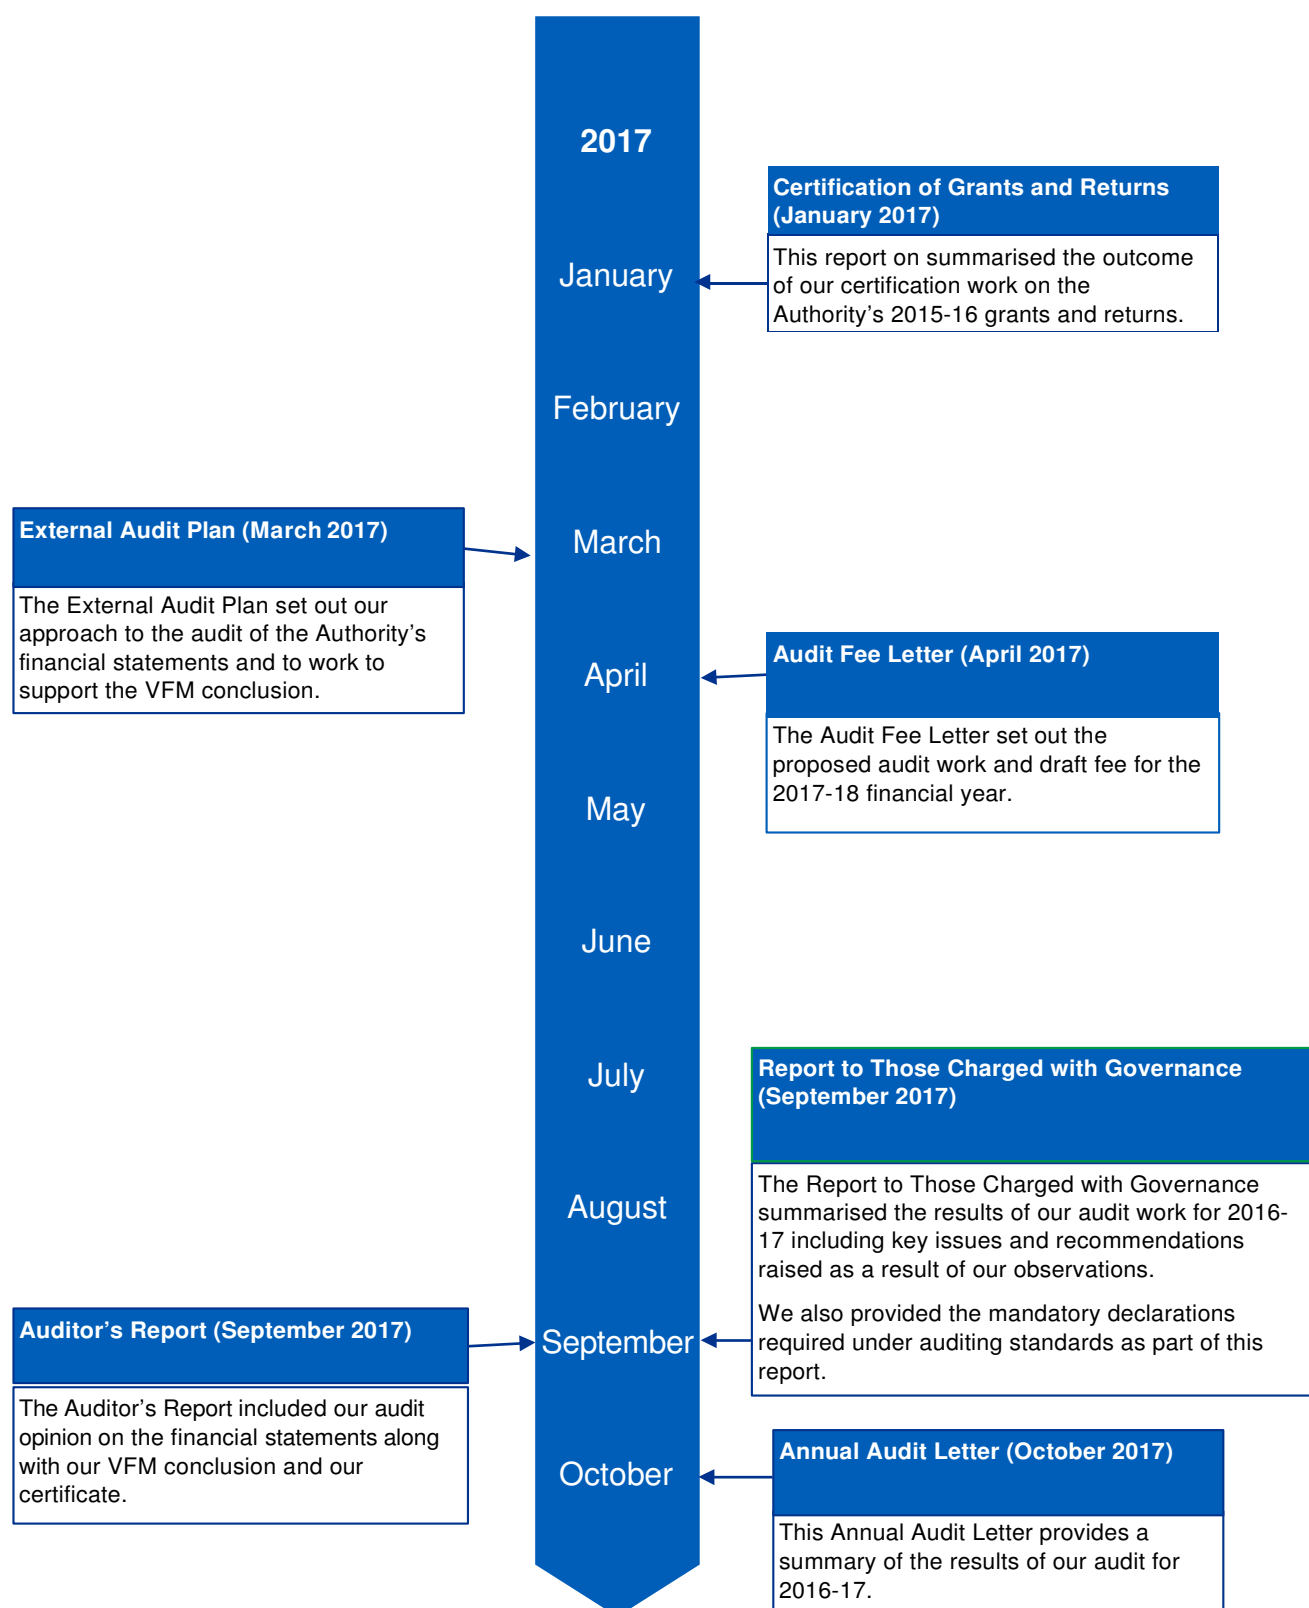 2017
January
Certification of Grants and Returns
(January 2017)
This report on summarised the outcome
of our certification work on the
Authority’s 2015-16 grants and returns.
February
March
External Audit Plan (March 2017)
The External Audit Plan set out our
approach to the audit of the Authority’s
financial statements and to work to
support the VFM conclusion.
April
Audit Fee Letter (April 2017)
The Audit Fee Letter set out the
proposed audit work and draft fee for the
2017-18 financial year.
May
June
July
August
Report to Those Charged with Governance
(September 2017)
The Report to Those Charged with Governance
summarised the results of our audit work for 2016-
17 including key issues and recommendations
raised as a result of our observations.
We also provided the mandatory declarations
required under auditing standards as part of this
report.
September
Auditor’s Report (September 2017)
The Auditor’s Report included our audit
opinion on the financial statements along
with our VFM conclusion and our
certificate.
October
Annual Audit Letter (October 2017)
This Annual Audit Letter provides a
summary of the results of our audit for
2016-17.